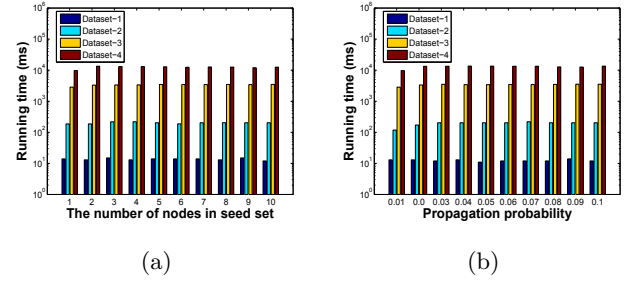 10^6
10^5
10^4
10^3
10^2
10^1
10^0
Running time (ms)
Dataset−1
Dataset−2
Dataset−3
Dataset−4
1 2 3 4 5 6 7 8 9 10
The number of nodes in seed set
(a)
10^6
10^5
10^4
10^3
10^2
10^1
10^0
Running time (ms)
Dataset−1
Dataset−2
Dataset−3
Dataset−4
0.01 0.0 0.03 0.04 0.05 0.06 0.07 0.08 0.09 0.1
Propagation probability
(b)